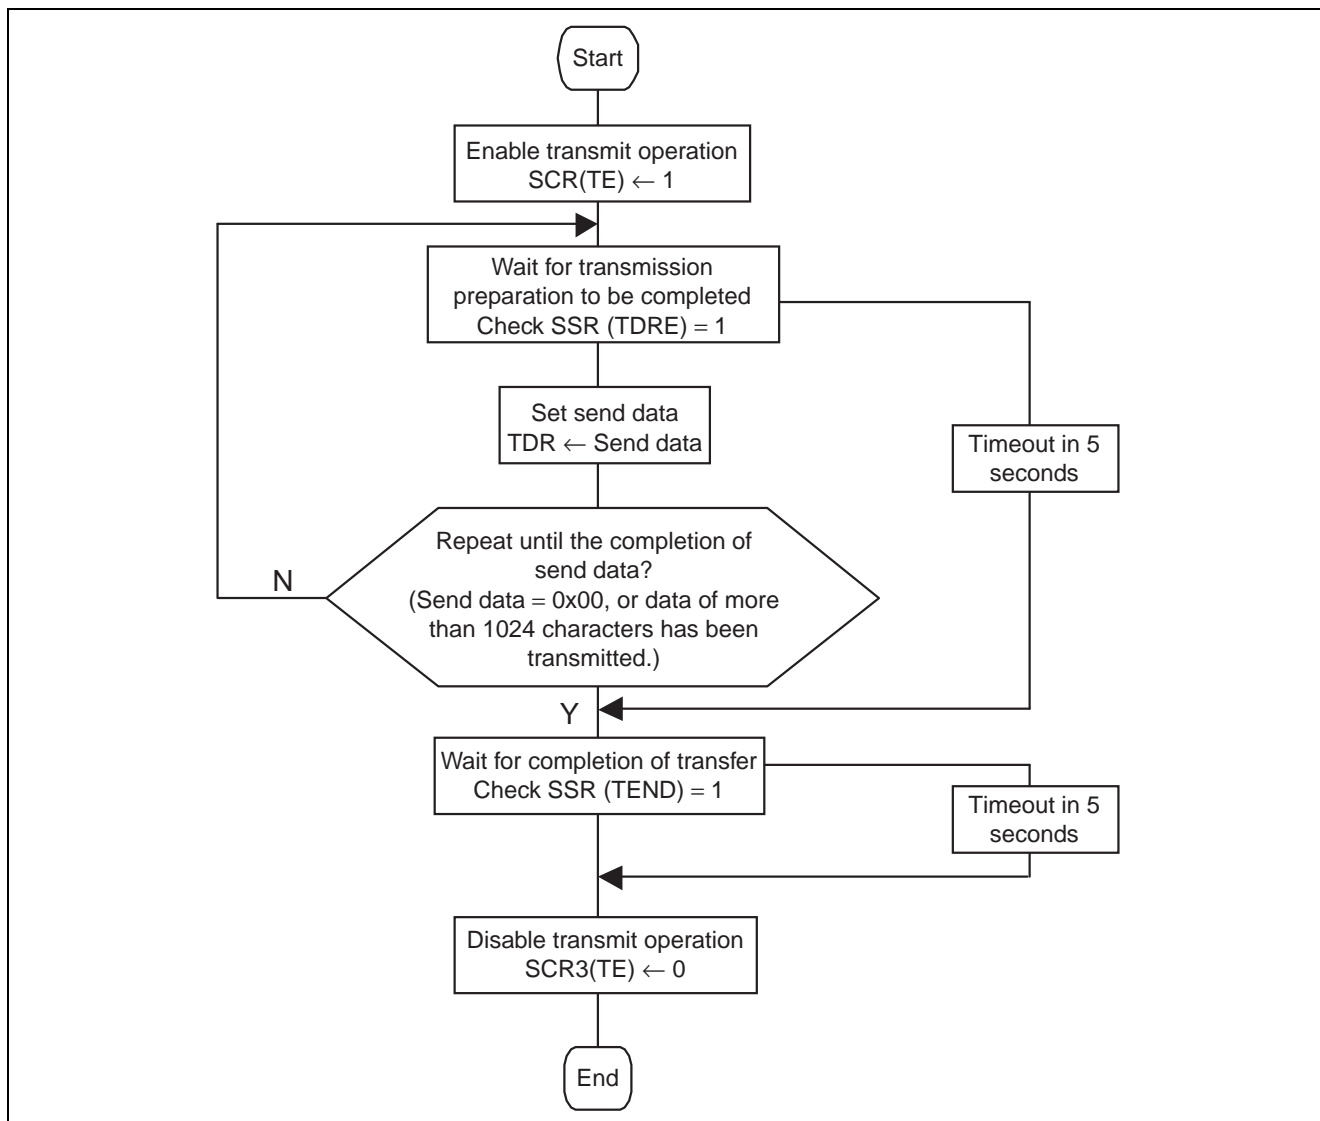 Start
Enable transmit operation
SCR(TE) ← 1
Wait for transmission
preparation to be completed
Check SSR (TDRE) = 1
Set send data
TDR ← Send data
Timeout in 5
seconds
Repeat until the completion of
send data?
(Send data = 0x00, or data of more
than 1024 characters has been
transmitted.)
N
Y
Wait for completion of transfer
Check SSR (TEND) = 1
Timeout in 5
seconds
Disable transmit operation
SCR3(TE) ← 0
End